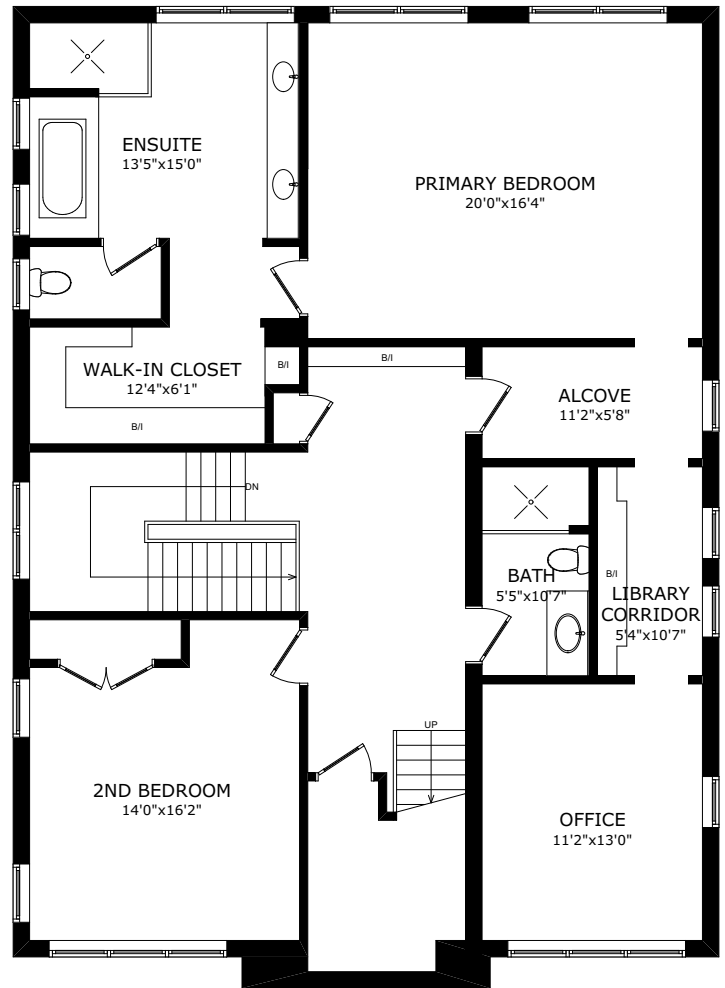 ENSUITE
13'5"x15'0"
PRIMARY BEDROOM
20'0"x16'4"
WALK-IN CLOSET
12'4"x6'1"
B/I
B/I
B/I
ALCOVE
11'2"x5'8"
DN
BATH
5'5"x10'7"
B/I
LIBRARY
CORRIDOR
5'4"x10'7"
UP
2ND BEDROOM
14'0"x16'2"
OFFICE
11'2"x13'0"